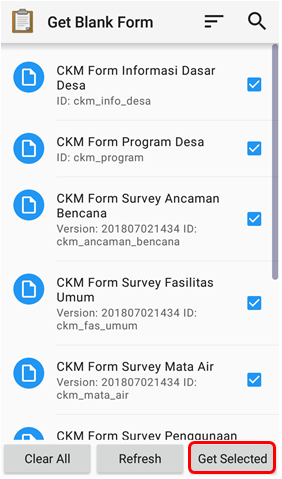 Get Blank Form
CKM Form Informasi Dasar
Desa
ID: ckm_info_desa
CKM Form Program Desa
ID: ckm_program
CKM Form Survey Ancaman
Bencana
Version: 201807021434 ID:
ckm_ancaman_bencana
CKM Form Survey Fasilitas
Umum
Version: 201807021434 ID:
ckm_fas_umum
CKM Form Survey Mata Air
Version: 201807021434 ID:
ckm_mata_air
CKM Form Survey Penggunaan
Clear All
Refresh
Get Selected